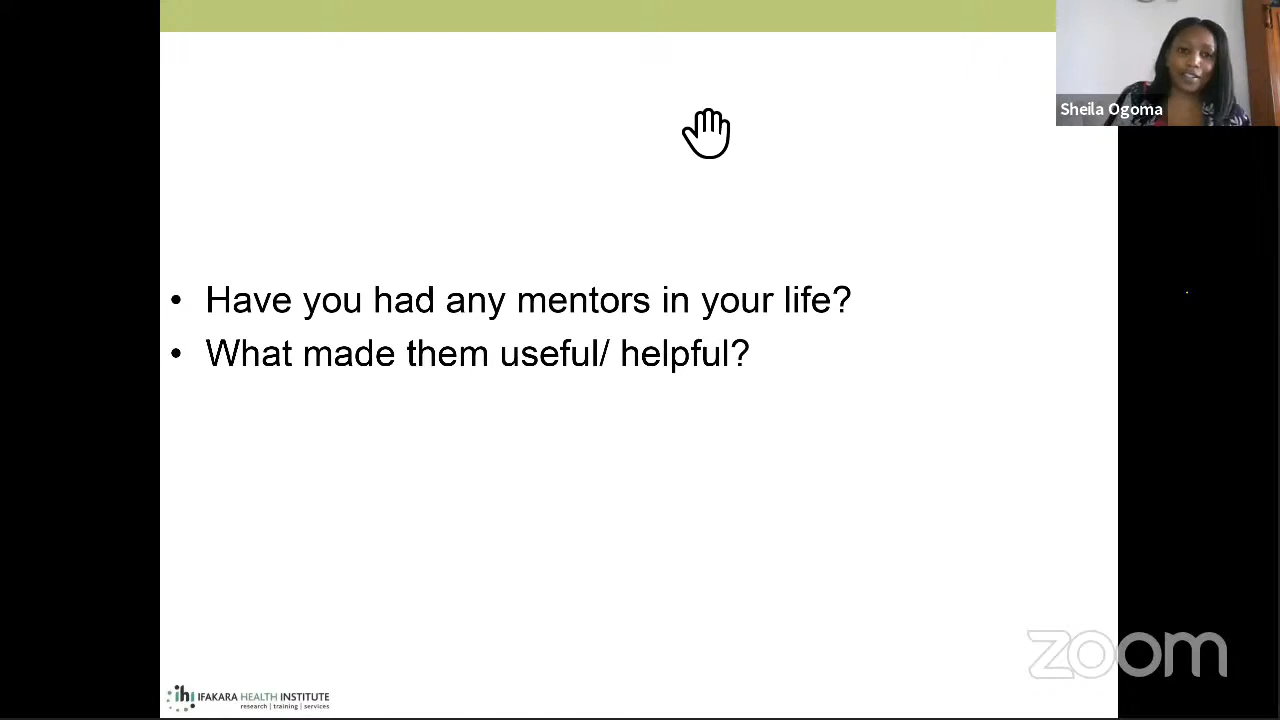 Sheila Ogoma
• Have you had any mentors in your life?
• What made them useful/ helpful?
zoom
ihi IFAKARA HEALTH INSTITUTE
research | training | services